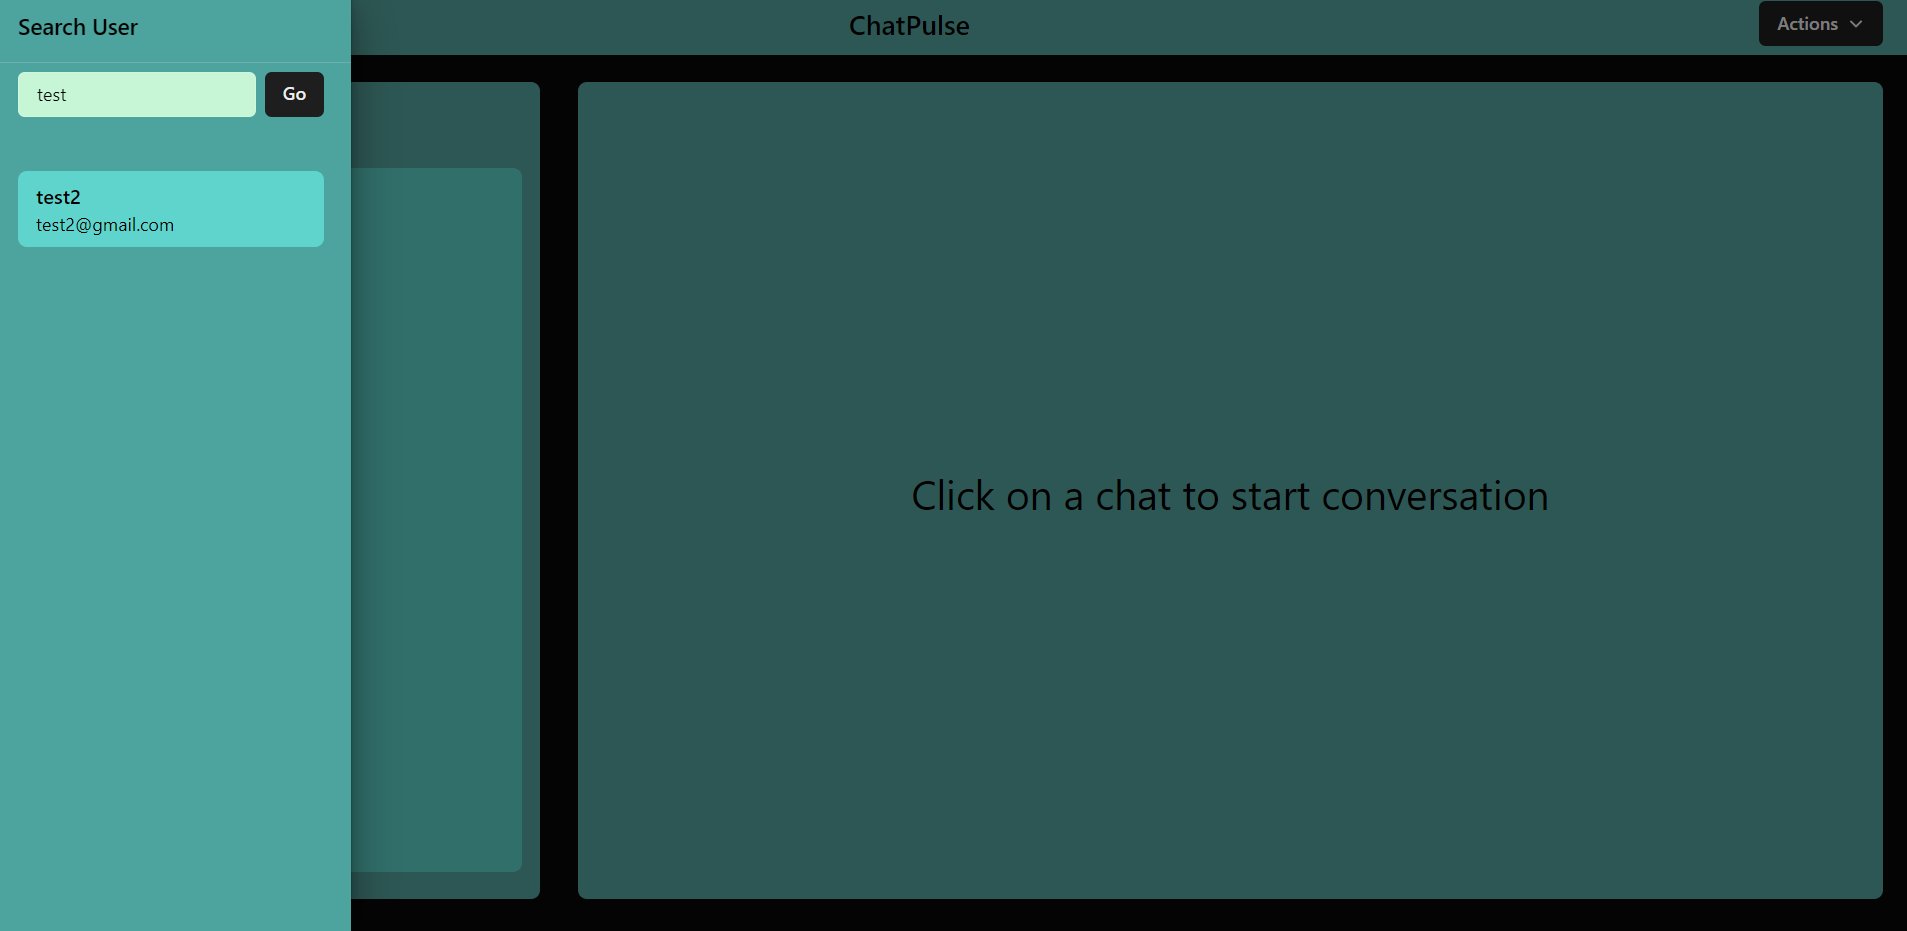 Search User
ChatPulse
Actions
test
Go
test2
test2@gmail.com
Click on a chat to start conversation